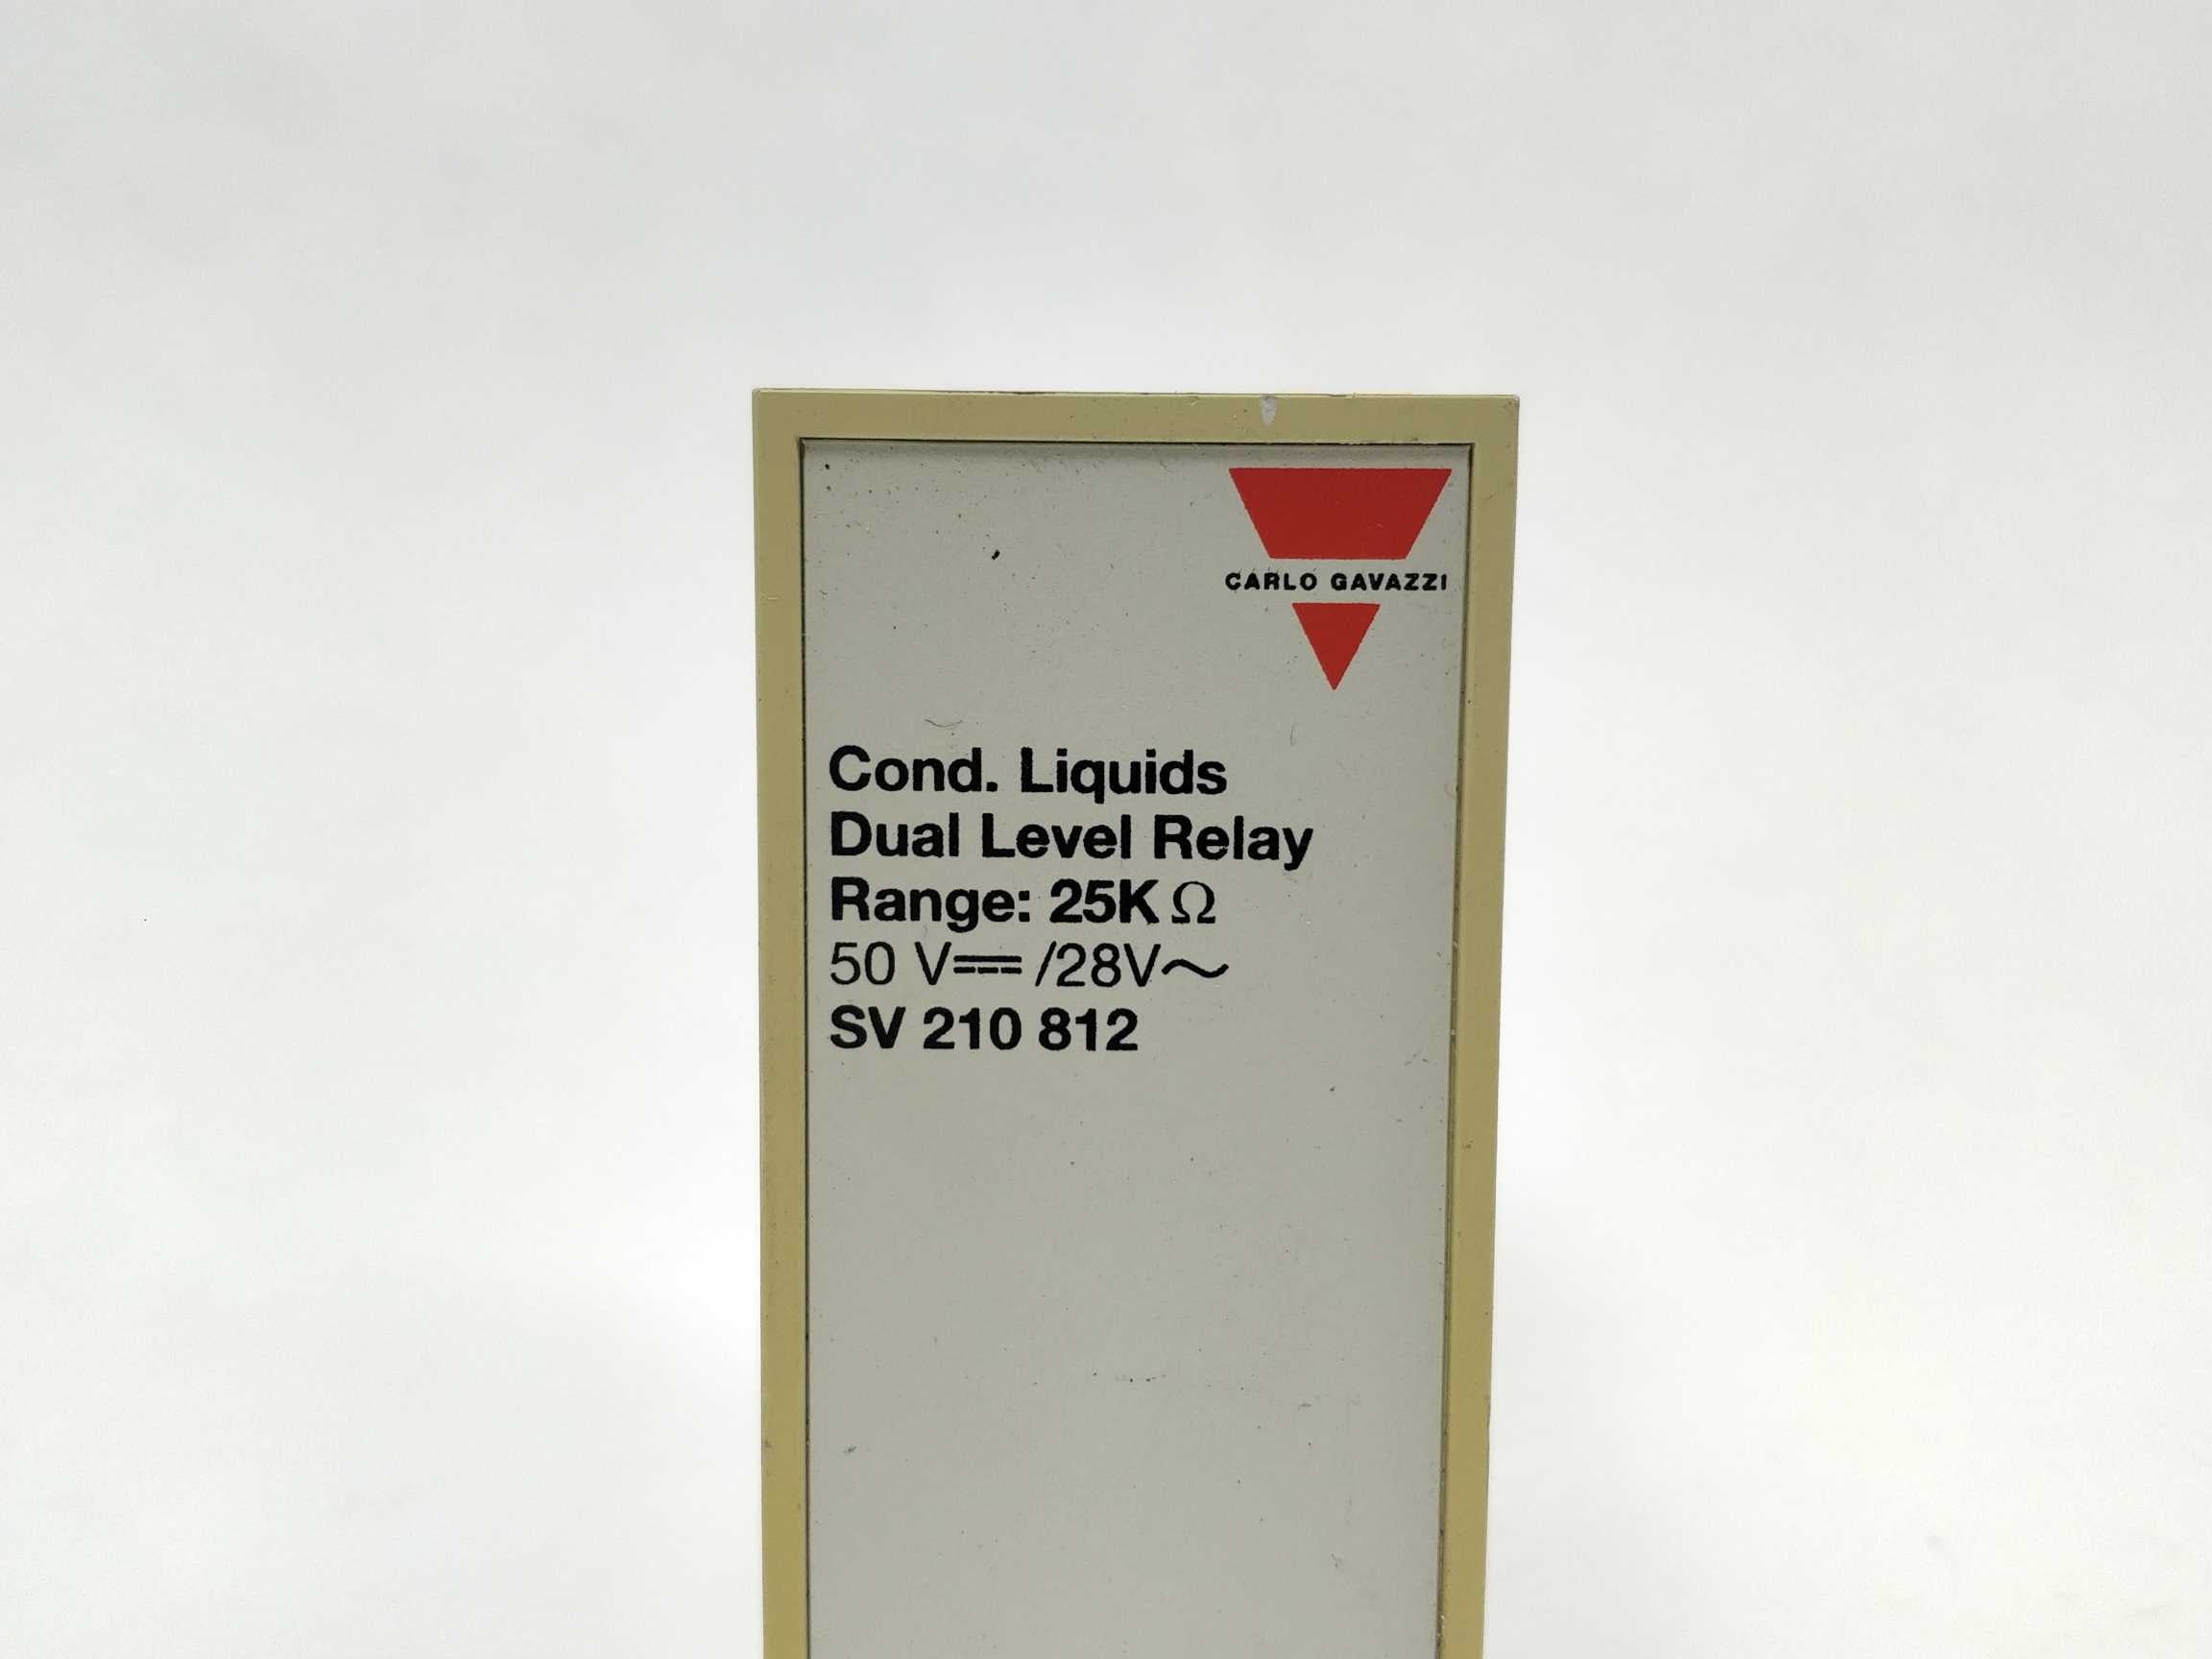 CARLO GAVAZZI
Cond. Liquids
Dual Level Relay
Range: 25K Ω
50 V⎓ /28V～
SV 210 812